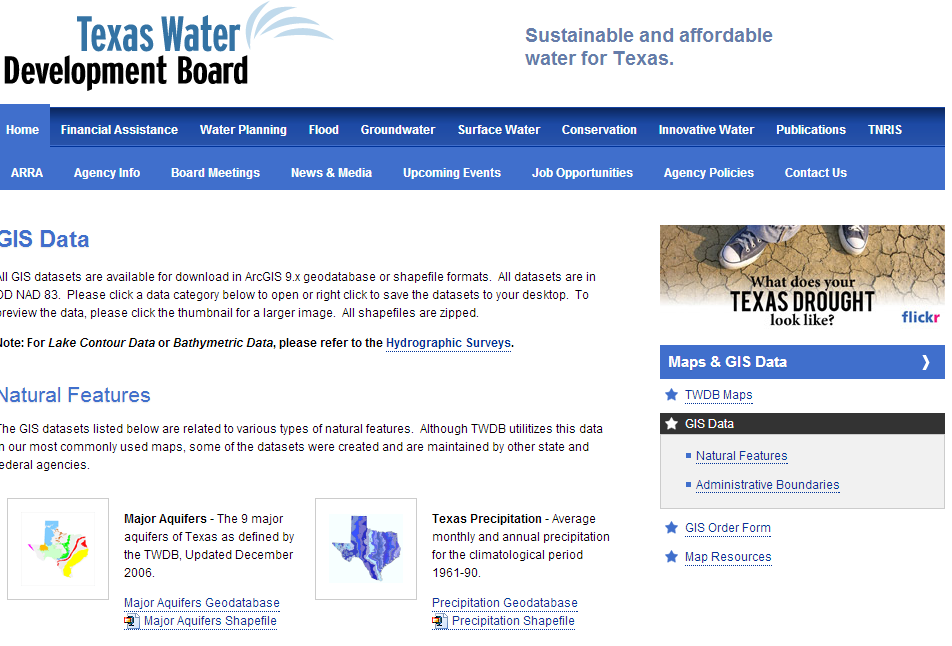 Texas Water
Development Board
Sustainable and affordable
water for Texas.
Home Financial Assistance Water Planning Flood Groundwater Surface Water Conservation Innovative Water Publications TNRIS
ARRA Agency Info Board Meetings News & Media Upcoming Events Job Opportunities Agency Policies Contact Us
GIS Data
All GIS datasets are available for download in ArcGIS 9.x geodatabase or shapefile formats. All datasets are in
DD NAD 83. Please click a data category below to open or right click to save the datasets to your desktop. To
preview the data, please click the thumbnail for a larger image. All shapefiles are zipped.
Note: For Lake Contour Data or Bathymetric Data, please refer to the Hydrographic Surveys.
Natural Features
The GIS datasets listed below are related to various types of natural features. Although TWDB utilitizes this data
in our most commonly used maps, some of the datasets were created and are maintained by other state and
federal agencies.
Major Aquifers - The 9 major
aquifers of Texas as defined by
the TWDB, Updated December
2006.
Major Aquifers Geodatabase
Major Aquifers Shapefile
Texas Precipitation - Average
monthly and annual precipitation
for the climatological period
1961-90.
Precipitation Geodatabase
Precipitation Shapefile
What does your
TEXAS DROUGHT
look like?
flickr
Maps & GIS Data
TWDB Maps
GIS Data
Natural Features
Administrative Boundaries
GIS Order Form
Map Resources